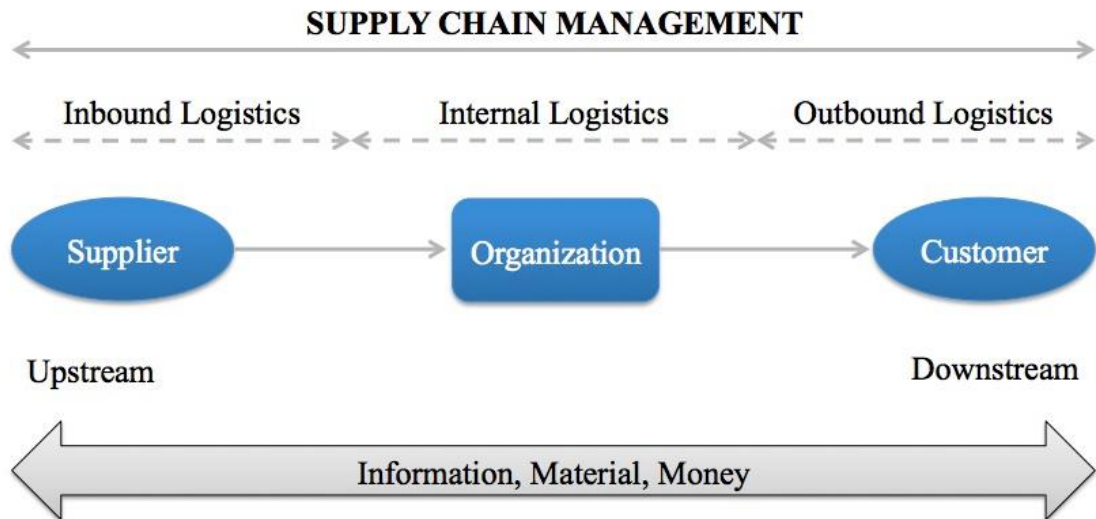 SUPPLY CHAIN MANAGEMENT
Inbound Logistics
Internal Logistics
Outbound Logistics
Supplier
Organization
Customer
Upstream
Downstream
Information, Material, Money